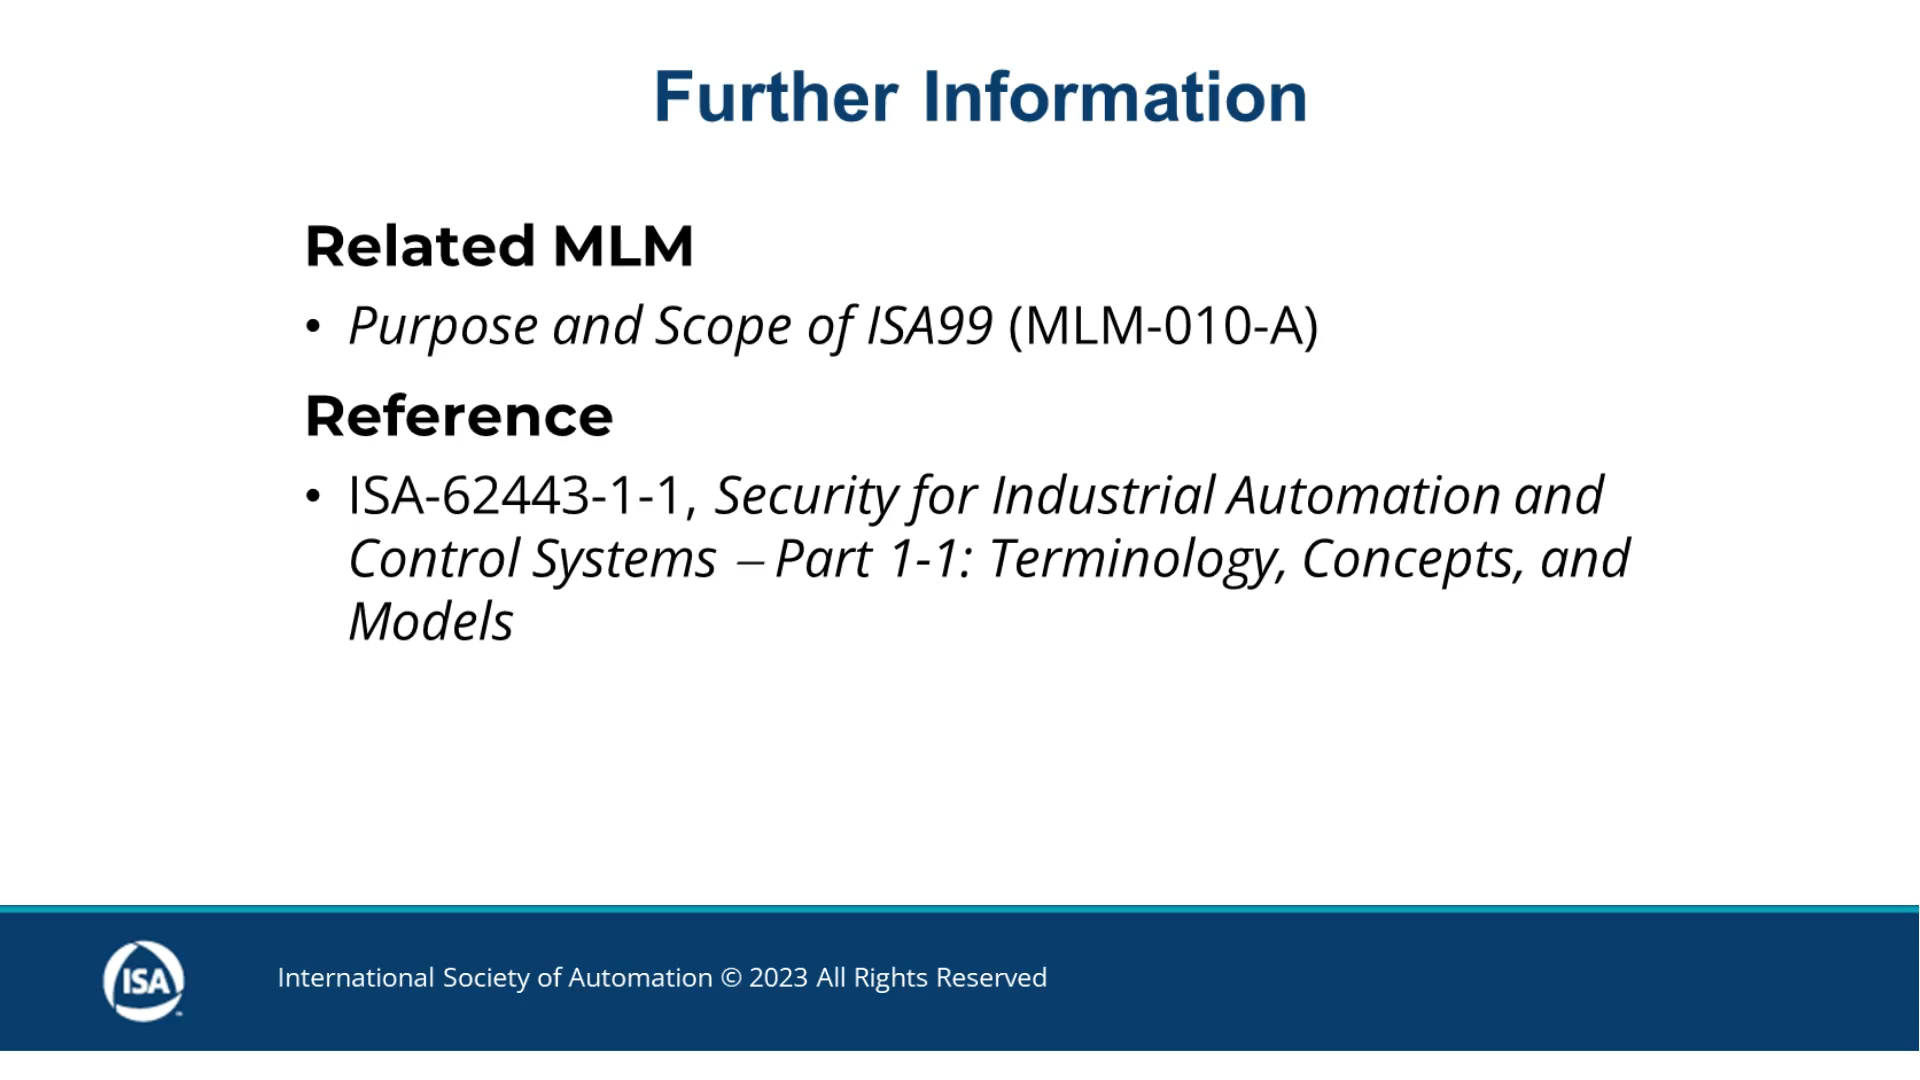 Further Information
Related MLM
• Purpose and Scope of ISA99 (MLM-010-A)
Reference
• ISA-62443-1-1, Security for Industrial Automation and
Control Systems – Part 1-1: Terminology, Concepts, and
Models
ISA
International Society of Automation © 2023 All Rights Reserved